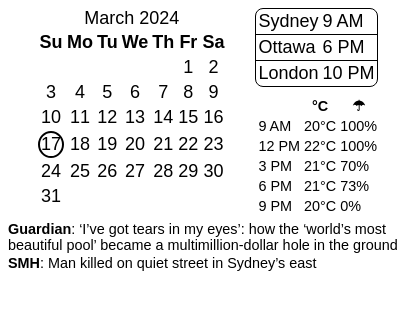 March 2024
Su Mo Tu We Th Fr Sa
1 2
3 4 5 6 7 8 9
10 11 12 13 14 15 16
17 18 19 20 21 22 23
24 25 26 27 28 29 30
31
Sydney 9 AM
Ottawa 6 PM
London 10 PM
°C ☂
9 AM 20°C 100%
12 PM 22°C 100%
3 PM 21°C 70%
6 PM 21°C 73%
9 PM 20°C 0%
Guardian: ‘I’ve got tears in my eyes’: how the ‘world’s most
beautiful pool’ became a multimillion-dollar hole in the ground
SMH: Man killed on quiet street in Sydney’s east